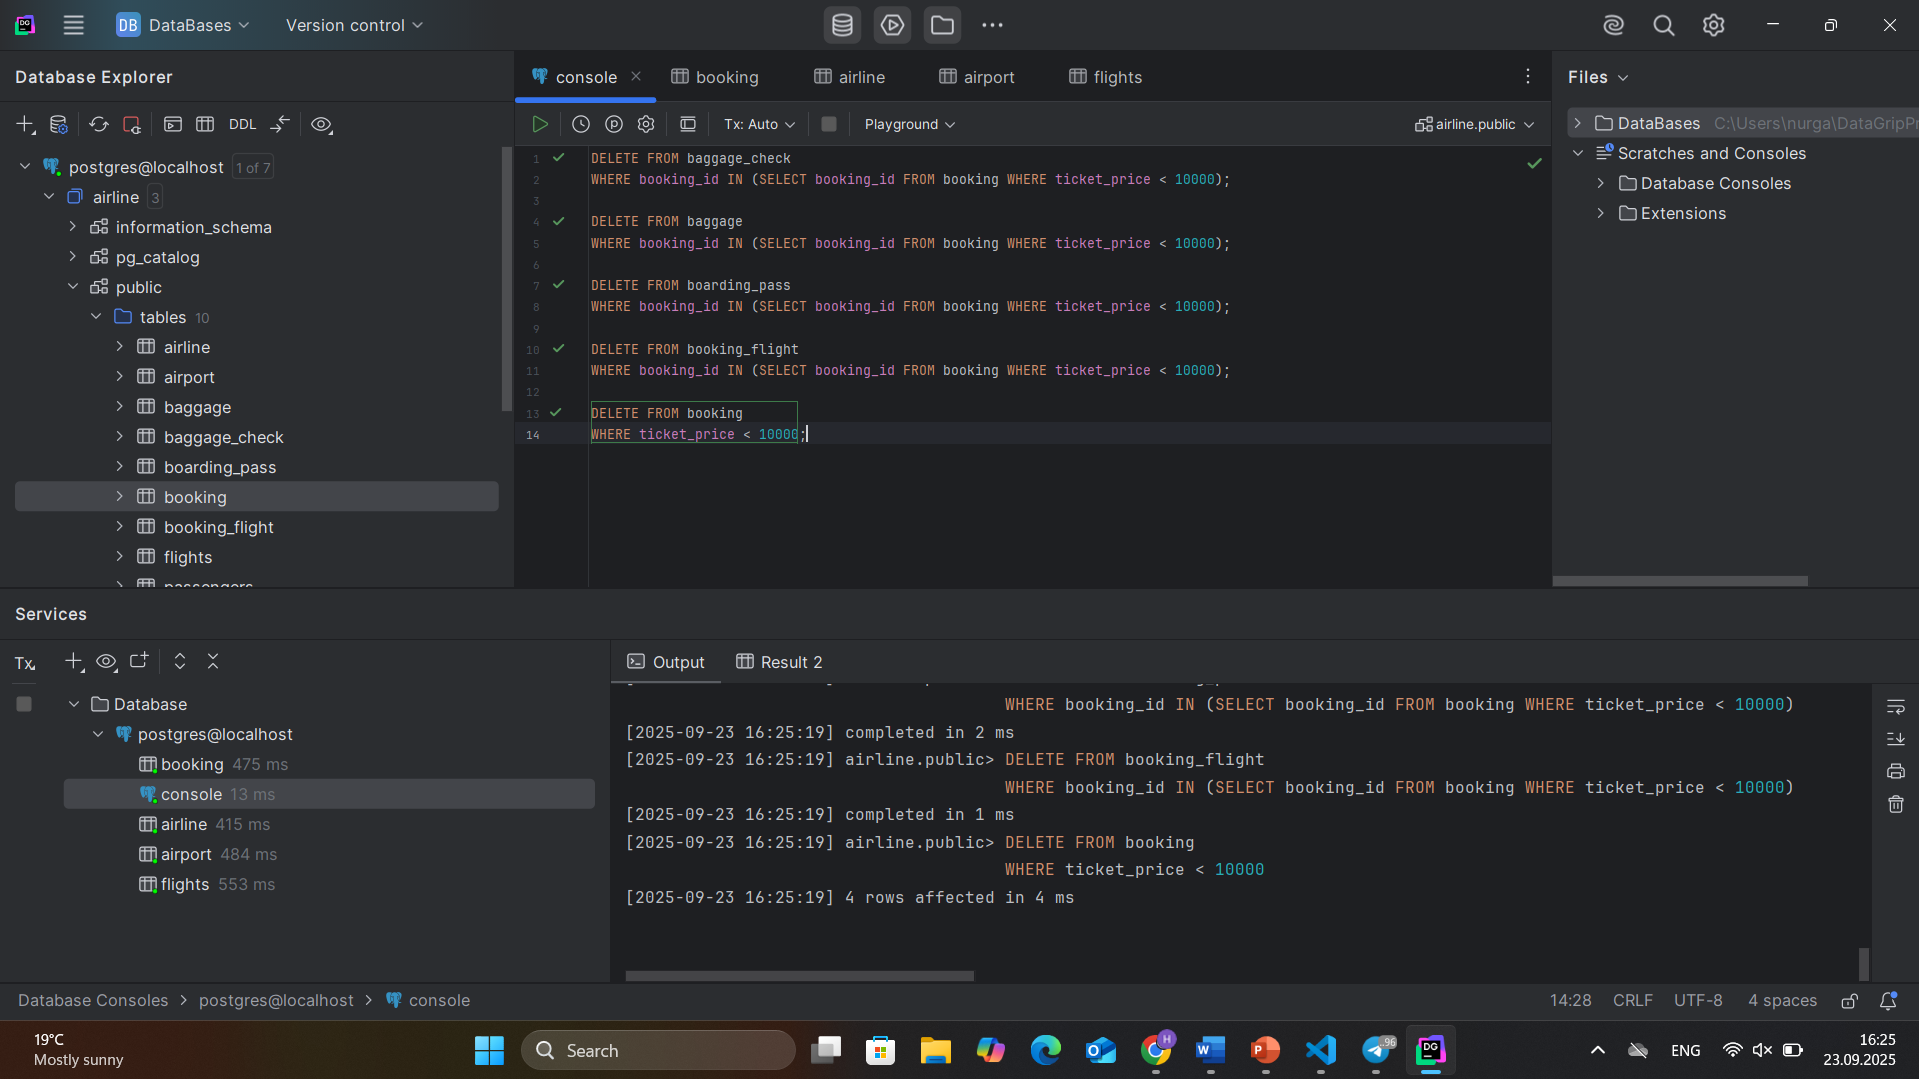 DB DataBases
Version control
Database Explorer
console
booking
airline
airport
flights
Files
DDL
Tx: Auto
Playground
airline.public
DataBases C:\Users\nurga\DataGripPr
Scratches and Consoles
Database Consoles
Extensions
postgres@localhost 1 of 7
airline 3
information_schema
pg_catalog
public
tables 10
airline
airport
baggage
baggage_check
boarding_pass
booking
booking_flight
flights
passengers
1 DELETE FROM baggage_check
2 WHERE booking_id IN (SELECT booking_id FROM booking WHERE ticket_price < 10000);
3
4 DELETE FROM baggage
5 WHERE booking_id IN (SELECT booking_id FROM booking WHERE ticket_price < 10000);
6
7 DELETE FROM boarding_pass
8 WHERE booking_id IN (SELECT booking_id FROM booking WHERE ticket_price < 10000);
9
10 DELETE FROM booking_flight
11 WHERE booking_id IN (SELECT booking_id FROM booking WHERE ticket_price < 10000);
12
13 DELETE FROM booking
14 WHERE ticket_price < 10000;
Services
Tx
Database
postgres@localhost
booking 475 ms
console 13 ms
airline 415 ms
airport 484 ms
flights 553 ms
Output
Result 2
WHERE booking_id IN (SELECT booking_id FROM booking WHERE ticket_price < 10000)
[2025-09-23 16:25:19] completed in 2 ms
[2025-09-23 16:25:19] airline.public> DELETE FROM booking_flight
WHERE booking_id IN (SELECT booking_id FROM booking WHERE ticket_price < 10000)
[2025-09-23 16:25:19] completed in 1 ms
[2025-09-23 16:25:19] airline.public> DELETE FROM booking
WHERE ticket_price < 10000
[2025-09-23 16:25:19] 4 rows affected in 4 ms
Database Consoles > postgres@localhost > console
14:28 CRLF UTF-8 4 spaces
19°C
Mostly sunny
Search
ENG
16:25
23.09.2025